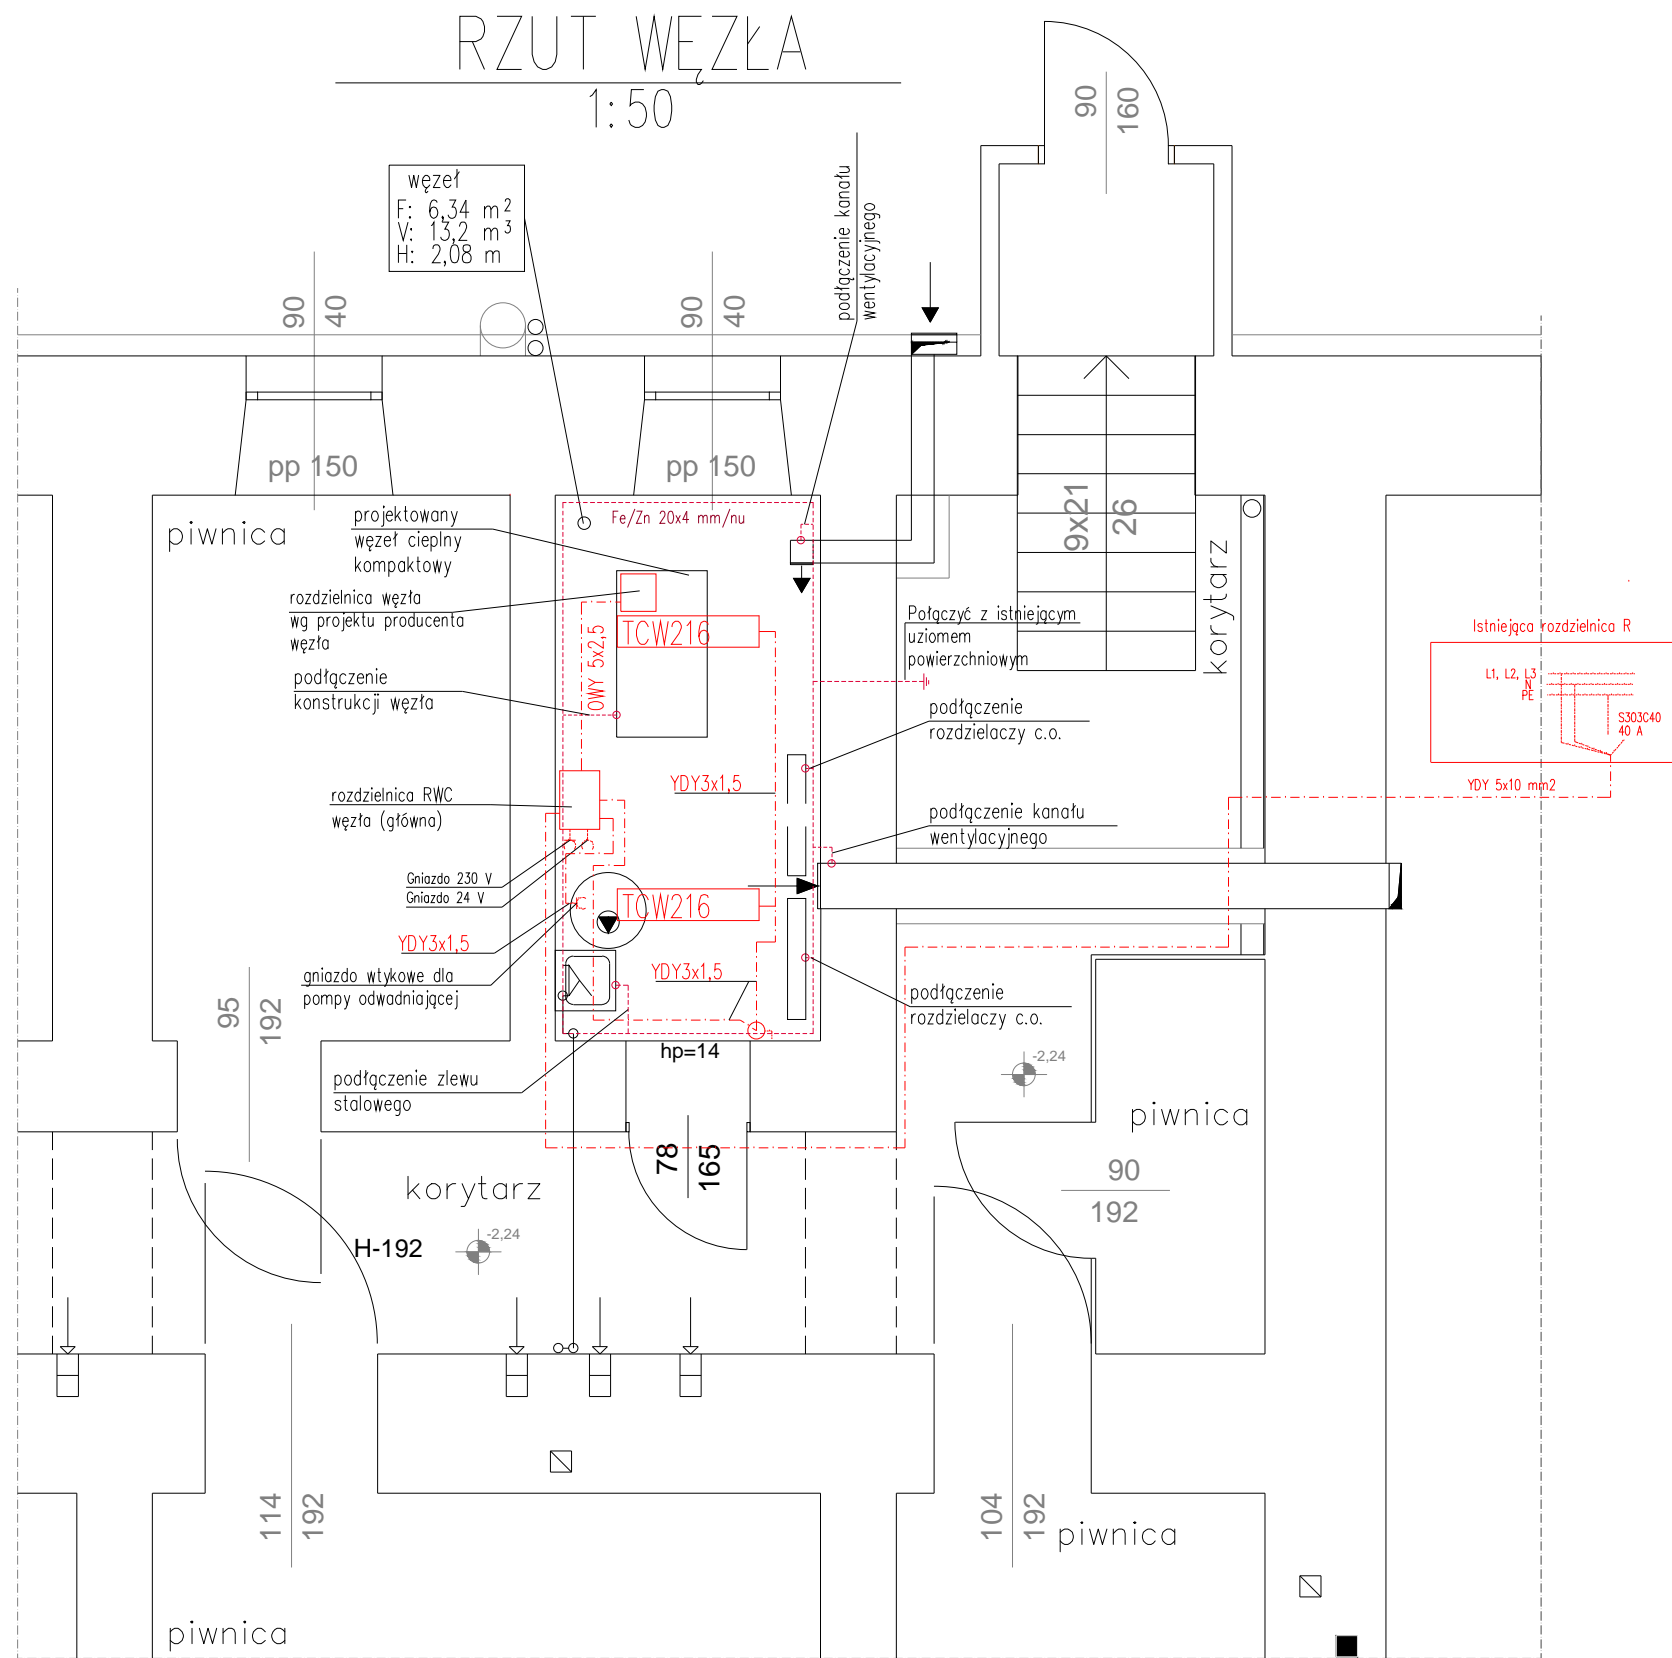 RZUT WĘZŁA
1:50
90
160
węzeł
F: 6,34 m²
V: 13,2 m³
H: 2,08 m
podłączenie kanału
wentylacyjnego
90
40
90
40
pp 150
pp 150
piwnica
projektowany
węzeł cieplny
kompaktowy
Fe/Zn 20x4 mm/nu
9x21
26
korytarz
rozdzielnica węzła
wg projektu producenta
węzła
TCW216
OWY 5x2,5
Połączyć z istniejącym
uziomem
powierzchniowym
Istniejąca rozdzielnica R
L1, L2, L3
N
PE
S303C40
40 A
YDY 5x10 mm2
podłączenie
konstrukcji węzła
podłączenie
rozdzielaczy c.o.
YDY3x1,5
rozdzielnica RWC
węzła (główna)
podłączenie kanału
wentylacyjnego
Gniazdo 230 V
Gniazdo 24 V
TCW216
YDY3x1,5
gniazdo wtykowe dla
pompy odwadniającej
YDY3x1,5
podłączenie
rozdzielaczy c.o.
95
192
hp=14
podłączenie zlewu
stalowego
-2,24
piwnica
78
165
90
192
korytarz
H-192
-2,24
114
192
104
192
piwnica
piwnica